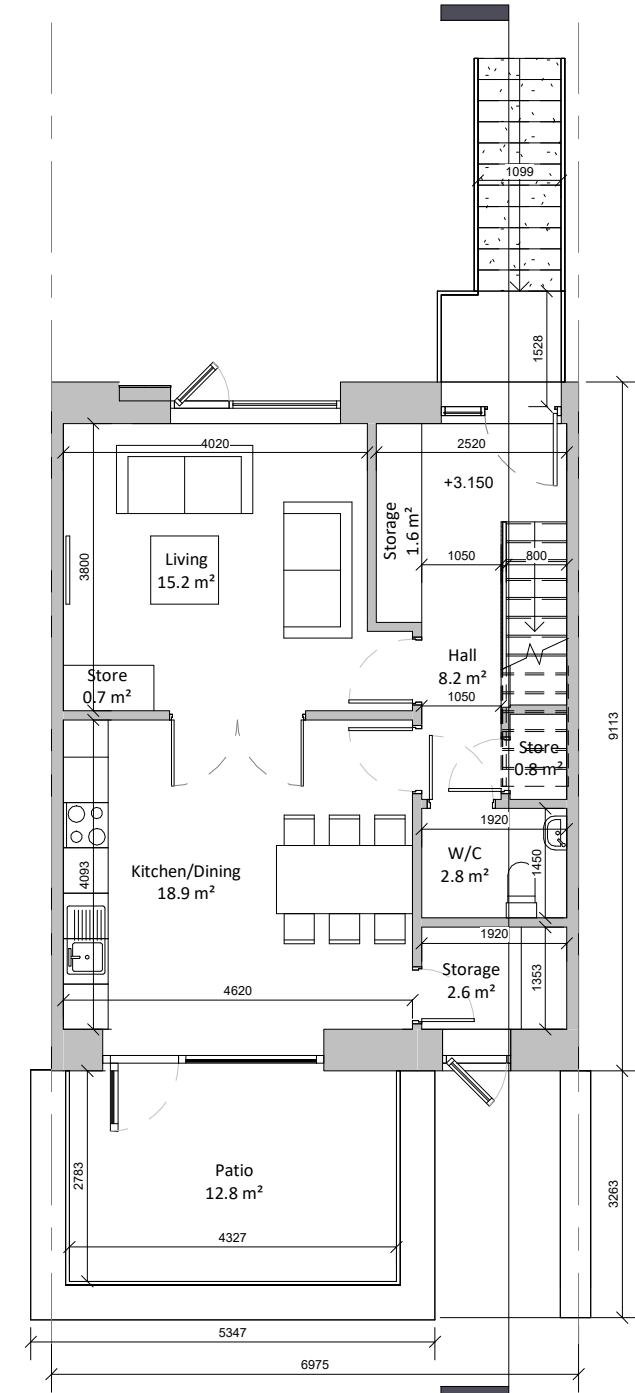 1099
1528
4020
2520
+3.150
Storage
1.6 m²
3800
Living
15.2 m²
1050
800
Hall
8.2 m²
Store
0.7 m²
1050
9113
Store
0.8 m²
1920
4093
Kitchen/Dining
18.9 m²
W/C
2.8 m²
1450
1920
Storage
2.6 m²
1353
4620
2783
Patio
12.8 m²
3263
4327
5347
6975